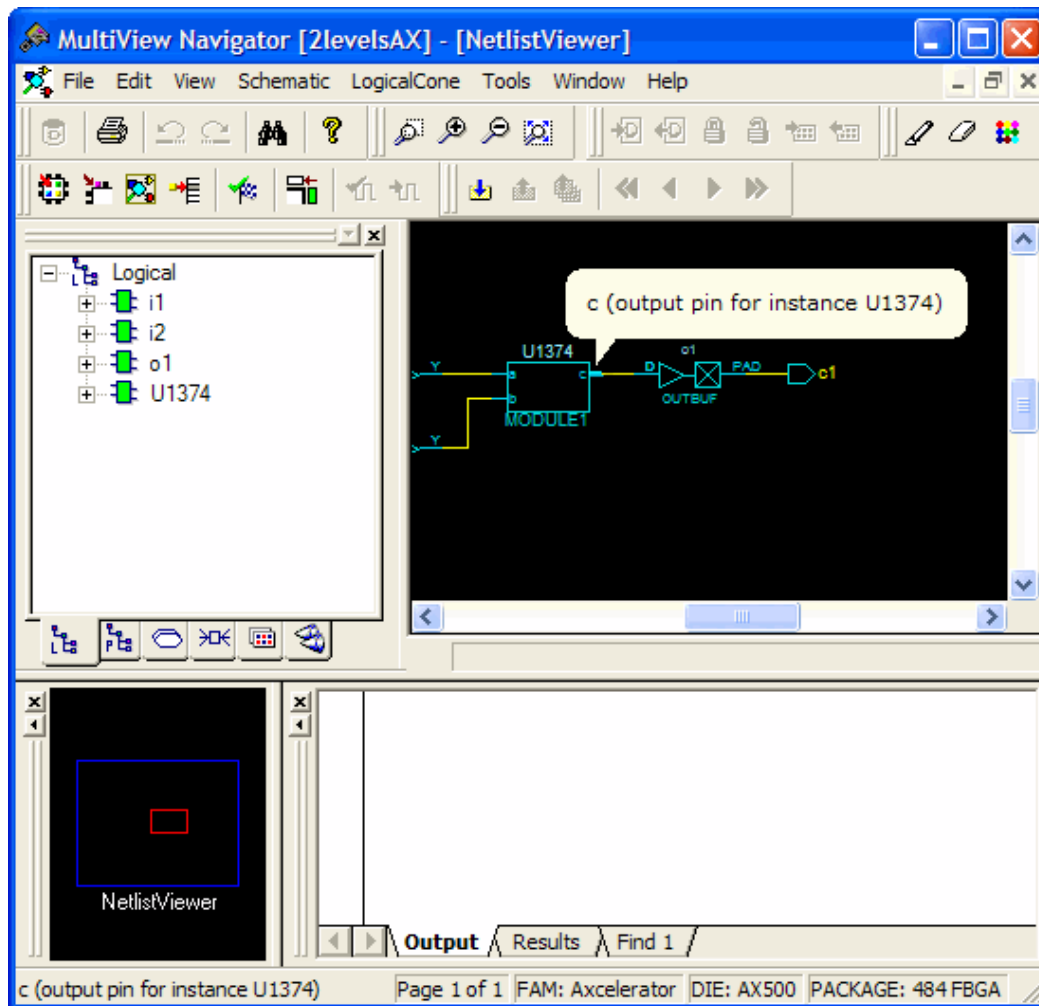 MultiView Navigator [2levelsAX] - [NetlistViewer]
File Edit View Schematic LogicalCone Tools Window Help
Logical
i1
i2
o1
U1374
c (output pin for instance U1374)
U1374
o1
Y
a
c
D
PAD
c1
b
OUTBUF
MODULE1
Y
NetlistViewer
Output Results Find 1
c (output pin for instance U1374) Page 1 of 1 FAM: Axcelerator DIE: AX500 PACKAGE: 484 FBGA